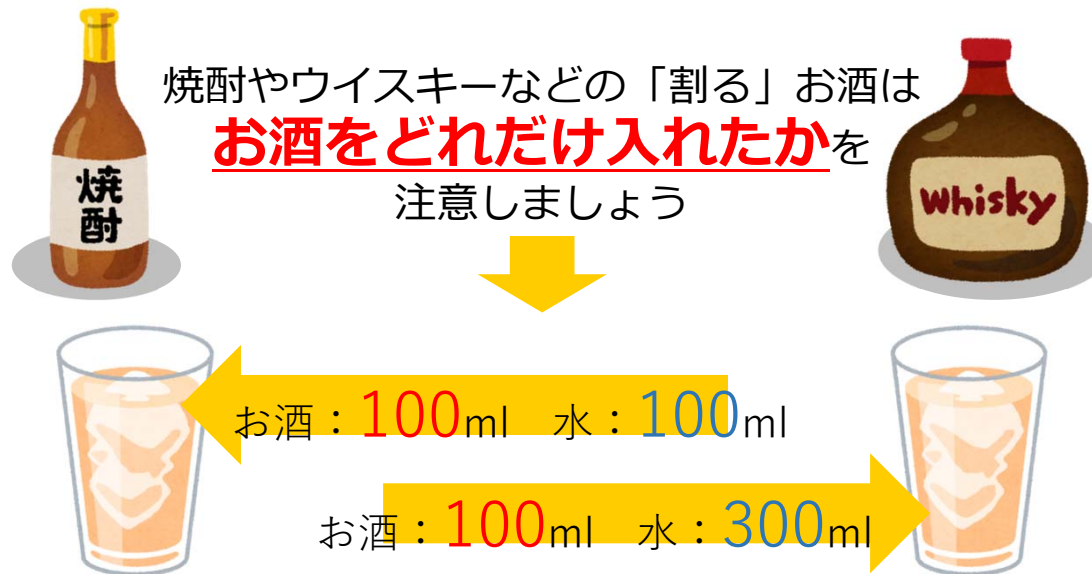 焼酎やウイスキーなどの「割る」お酒は
お酒をどれだけ入れたかを
注意しましょう
焼酎
Whisky
お酒：100ml　水：100ml
お酒：100ml　水：300ml